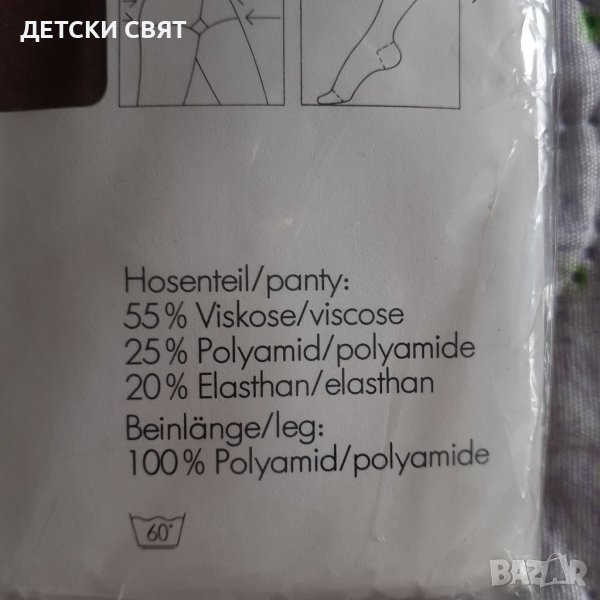 ДЕТСКИ СВЯТ
Hosenteil/panty:
55% Viskose/viscose
25% Polyamid/polyamide
20% Elasthan/elasthan
Beinlänge/leg:
100% Polyamid/polyamide
60°
BAZAR